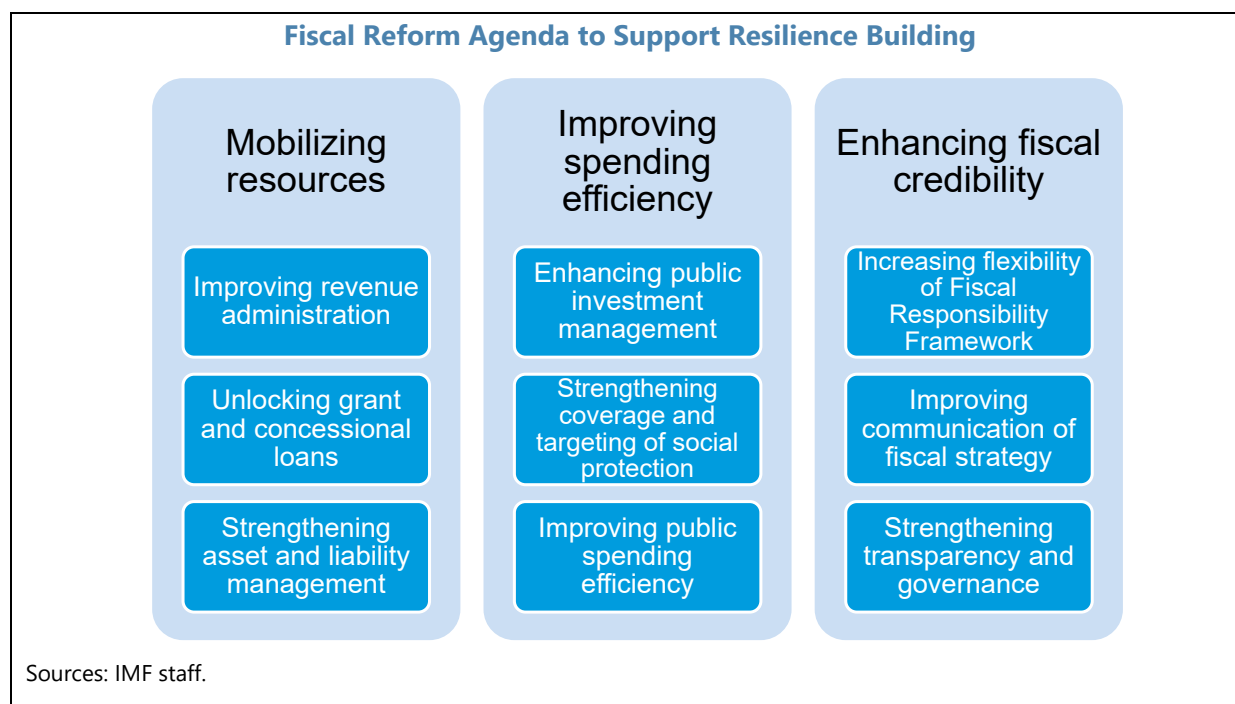 Fiscal Reform Agenda to Support Resilience Building
Mobilizing
resources
Improving revenue
administration
Unlocking grant
and concessional
loans
Strengthening
asset and liability
management
Improving
spending
efficiency
Enhancing public
investment
management
Strengthening
coverage and
targeting of social
protection
Improving public
spending
efficiency
Enhancing fiscal
credibility
Increasing flexibility
of Fiscal
Responsibility
Framework
Improving
communication of
fiscal strategy
Strengthening
transparency and
governance
Sources: IMF staff.